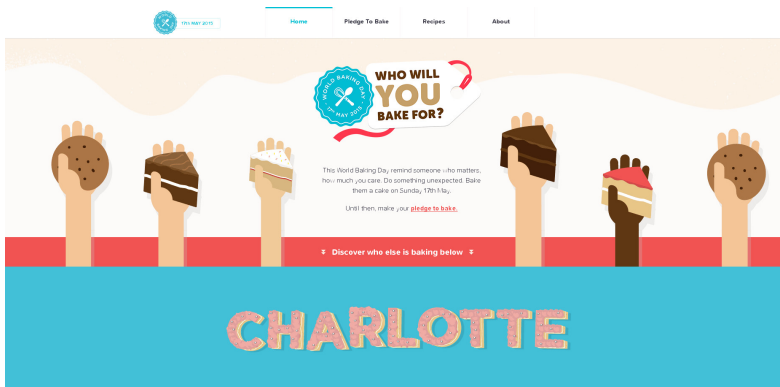 17th MAY 2015
Home
Pledge To Bake
Recipes
About
WORLD BAKING DAY
17th MAY 2015
WHO WILL
YOU
BAKE FOR?
This World Baking Day remind someone who matters,
how much you care. Do something unexpected. Bake
them a cake on Sunday 17th May.
Until then, make your pledge to bake.
Discover who else is baking below
CHARLOTTE